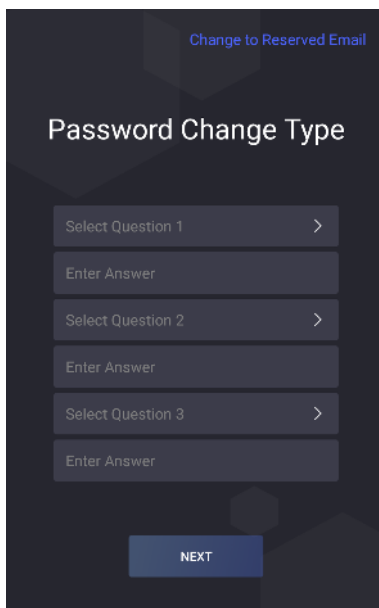 Change to Reserved Email
Password Change Type
Select Question 1
Enter Answer
Select Question 2
Enter Answer
Select Question 3
Enter Answer
NEXT